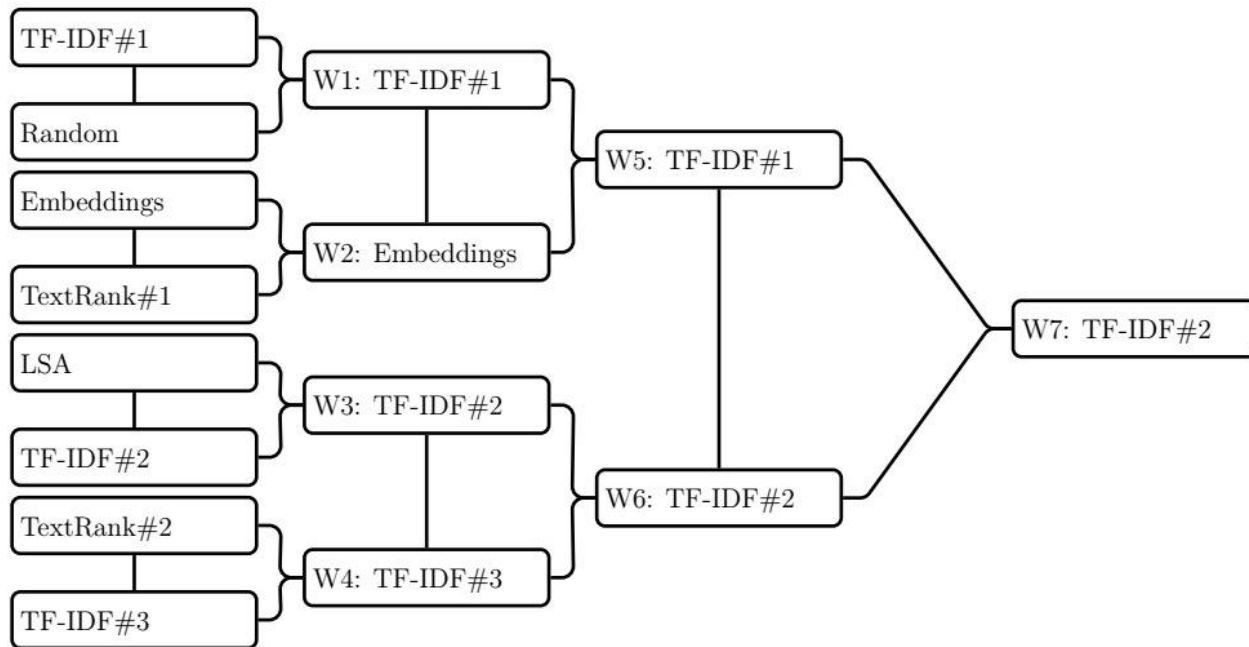 TF-IDF#1
Random
Embeddings
TextRank#1
LSA
TF-IDF#2
TextRank#2
TF-IDF#3
W1: TF-IDF#1
W2: Embeddings
W3: TF-IDF#2
W4: TF-IDF#3
W5: TF-IDF#1
W6: TF-IDF#2
W7: TF-IDF#2